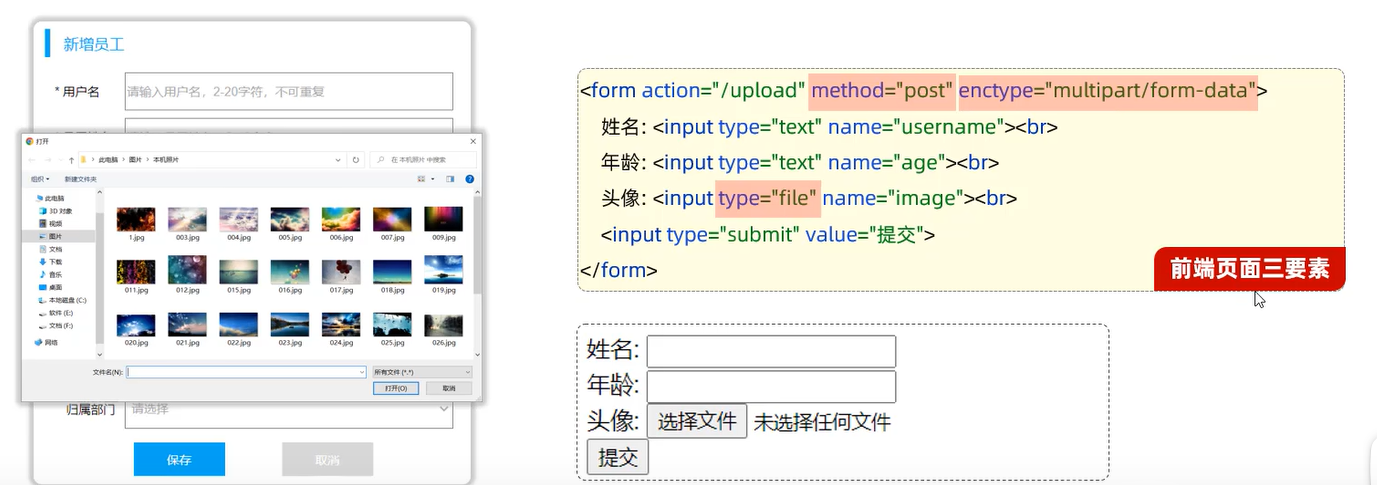 新增员工
* 用户名
请输入用户名，2-20字符，不可重复
打开
此电脑 > 图片 > 本机照片
在 本机照片 中搜索
组织
新建文件夹
此电脑
3D 对象
视频
图片
文档
下载
音乐
桌面
本地磁盘 (C:)
软件 (E:)
文档 (F:)
网络
1.jpg 003.jpg 004.jpg 005.jpg 006.jpg 007.jpg 009.jpg
011.jpg 012.jpg 015.jpg 016.jpg 017.jpg 018.jpg 019.jpg
020.jpg 021.jpg 022.jpg 023.jpg 024.jpg 025.jpg 026.jpg
文件名(N):
所有文件 (*.*)
打开(O) 取消
归属部门
请选择
保存 取消
<form action="/upload" method="post" enctype="multipart/form-data">
姓名: <input type="text" name="username"><br>
年龄: <input type="text" name="age"><br>
头像: <input type="file" name="image"><br>
<input type="submit" value="提交">
</form>
前端页面三要素
姓名:
年龄:
头像: 选择文件 未选择任何文件
提交